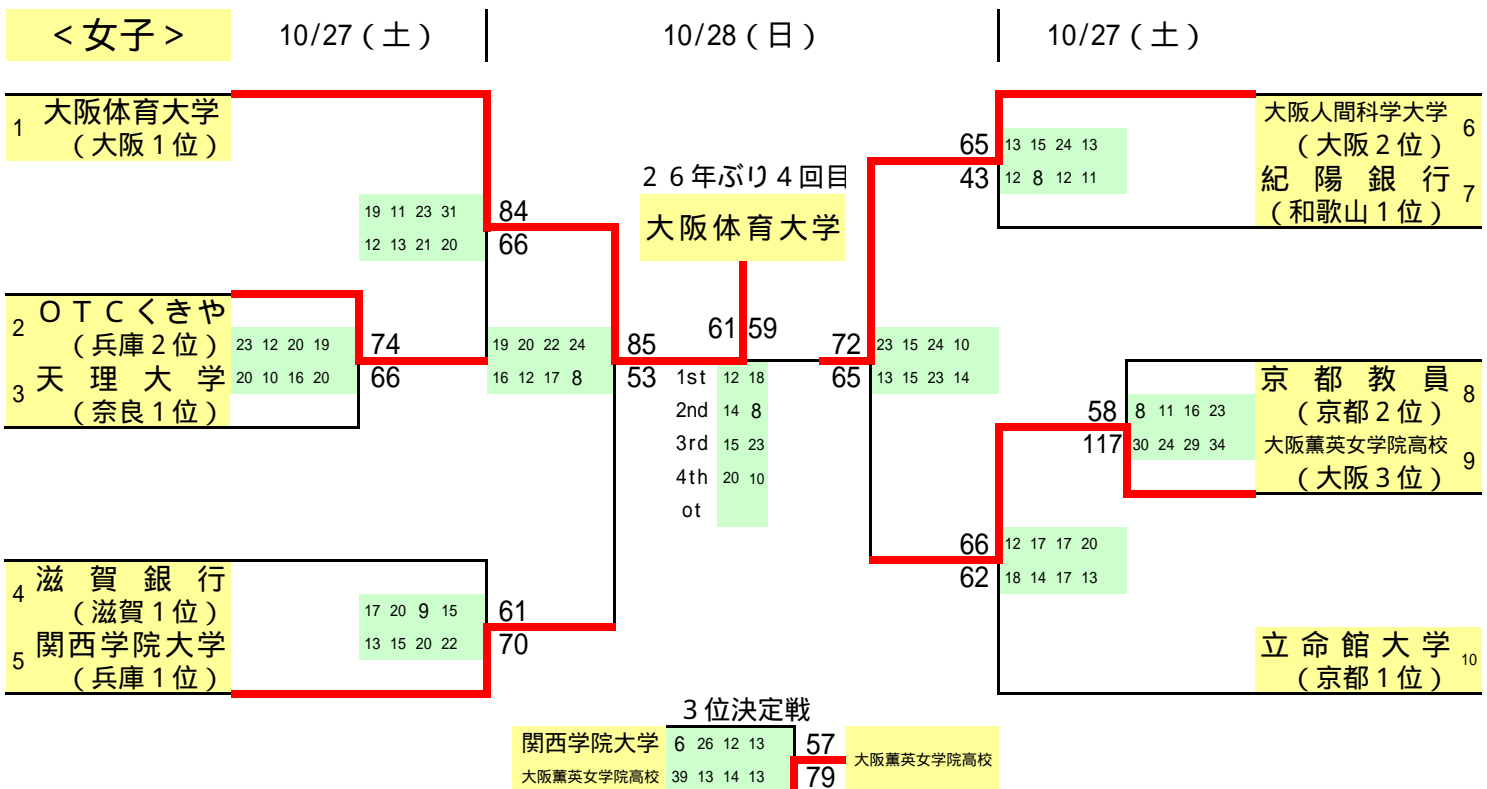 <女子>
10/27(土)
10/28(日)
10/27(土)
1 大阪体育大学
(大阪1位)
19 11 23 31
12 13 21 20
84
66
2 OTCくきや
(兵庫2位)
3 天理大学
(奈良1位)
23 12 20 19
20 10 16 20
74
66
19 20 22 24
16 12 17 8
85
53
4 滋賀銀行
(滋賀1位)
5 関西学院大学
(兵庫1位)
17 20 9 15
13 15 20 22
61
70
26年ぶり4回目
大阪体育大学
61 59
1st 12 18
2nd 14 8
3rd 15 23
4th 20 10
ot
65
43
13 15 24 13
12 8 12 11
大阪人間科学大学 6
(大阪2位)
紀陽銀行 7
(和歌山1位)
72
65
23 15 24 10
13 15 23 14
58
117
8 11 16 23
30 24 29 34
京都教員 8
(京都2位)
大阪薫英女学院高校 9
(大阪3位)
66
62
12 17 17 20
18 14 17 13
立命館大学 10
(京都1位)
3位決定戦
関西学院大学 6 26 12 13 57
大阪薫英女学院高校 39 13 14 13 79
大阪薫英女学院高校